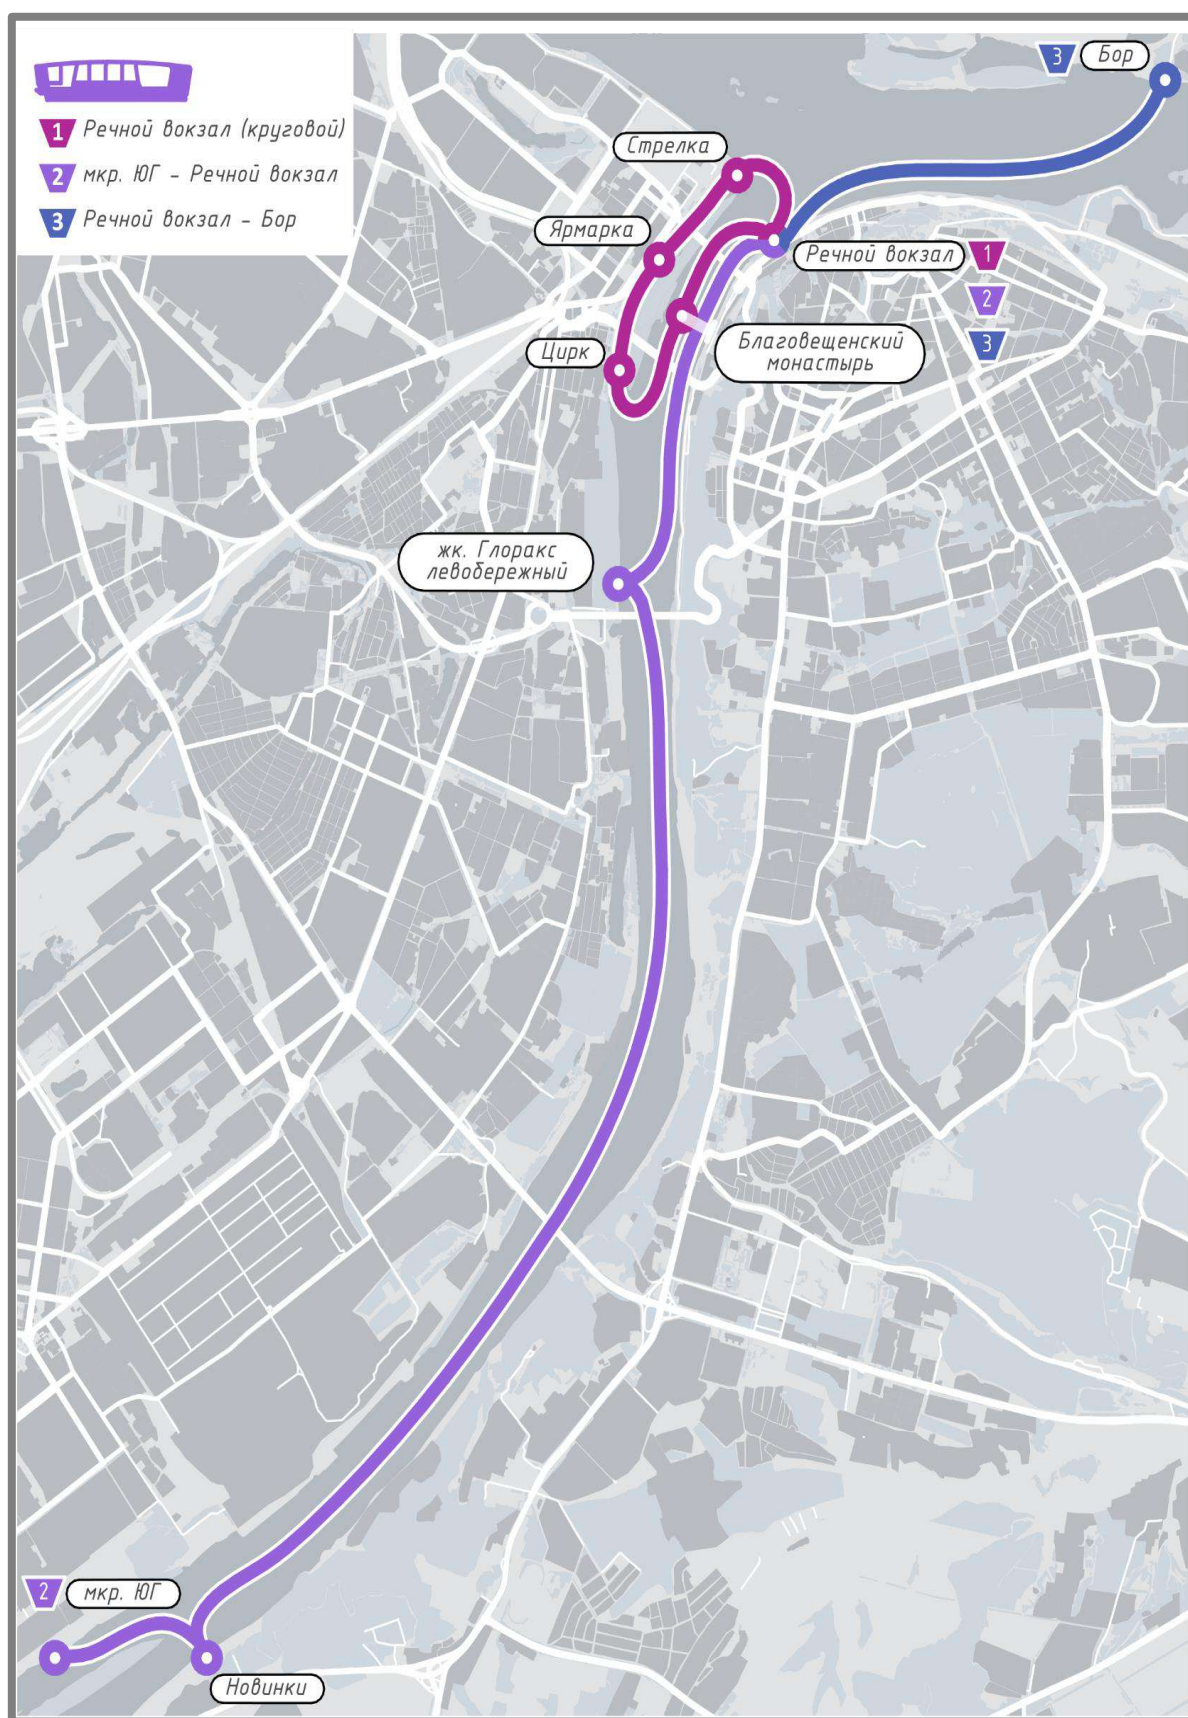 1 Речной вокзал (круговой)
2 мкр. ЮГ - Речной вокзал
3 Речной вокзал - Бор
3 Бор
Стрелка
Ярмарка
Речной вокзал 1
2
3
Благовещенский
монастырь
Цирк
жк. Глоракс
левобережный
2 мкр. ЮГ
Новинки